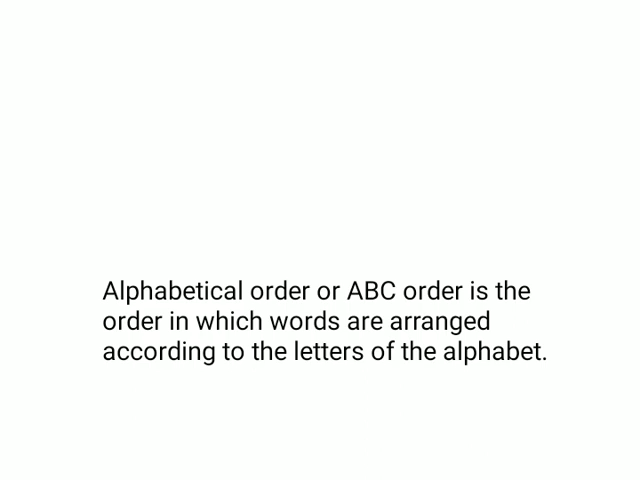 Alphabetical order or ABC order is the
order in which words are arranged
according to the letters of the alphabet.